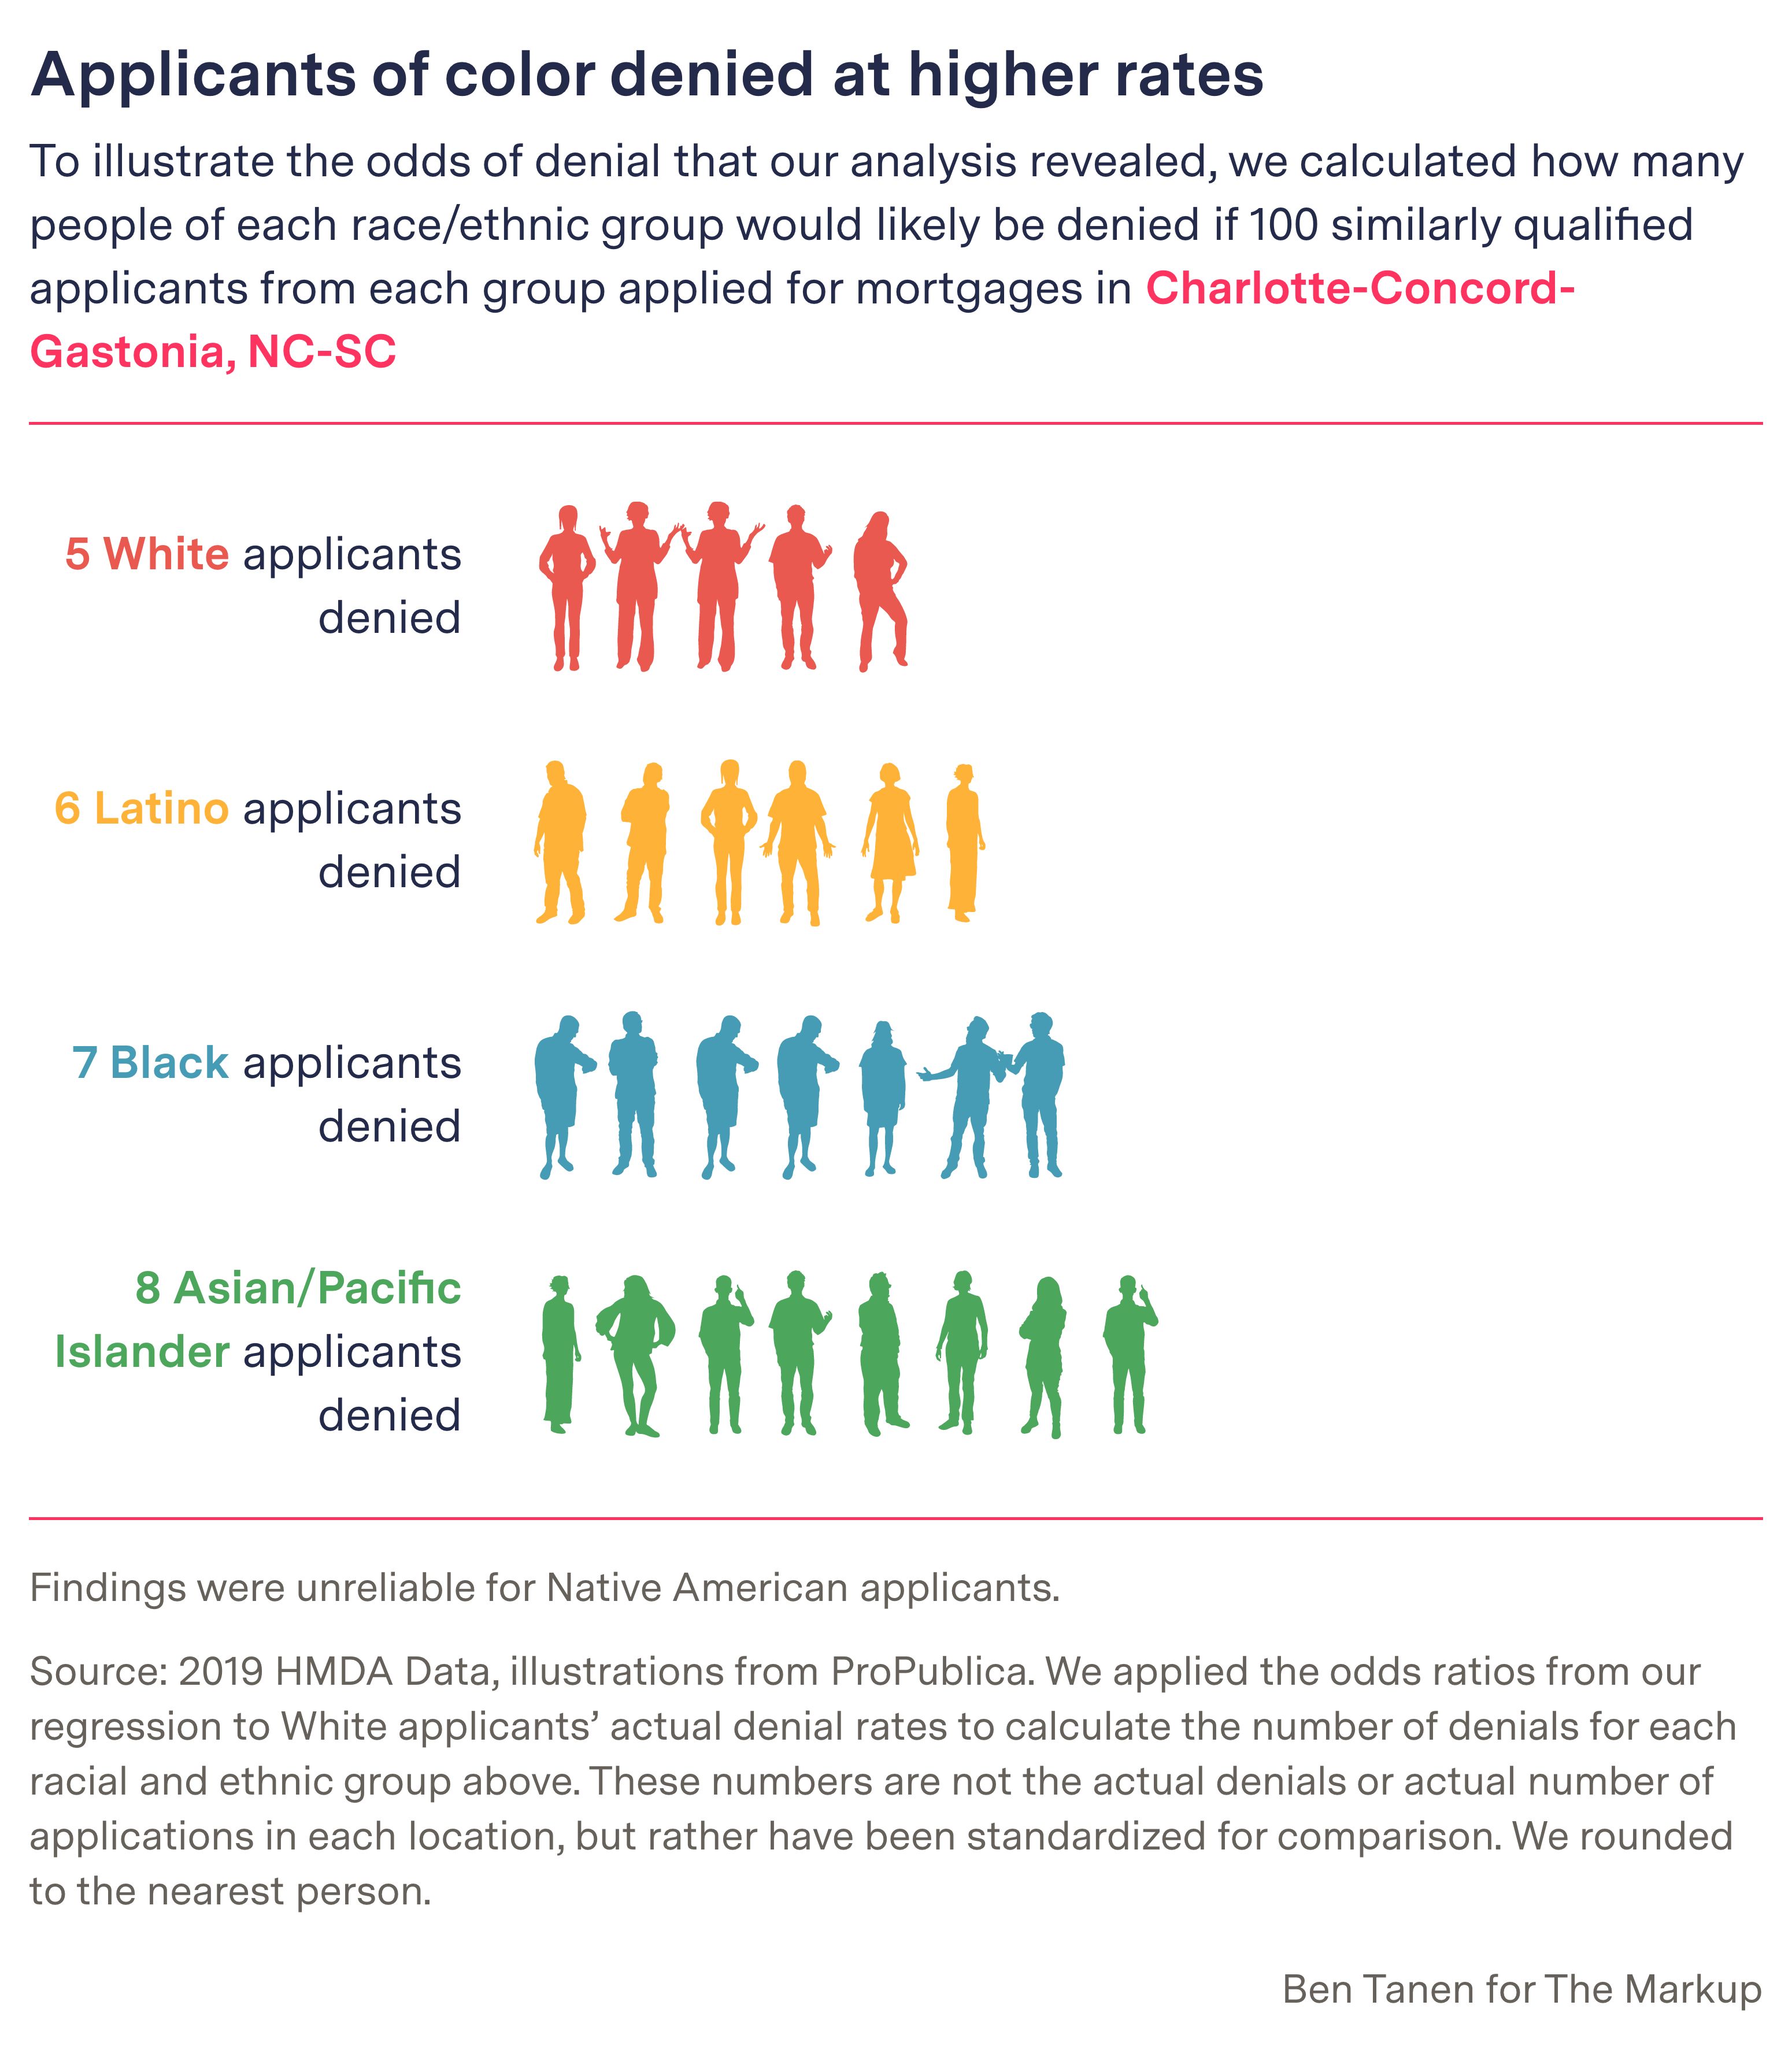 Applicants of color denied at higher rates
To illustrate the odds of denial that our analysis revealed, we calculated how many
people of each race/ethnic group would likely be denied if 100 similarly qualified
applicants from each group applied for mortgages in Charlotte-Concord-
Gastonia, NC-SC
5 White applicants
denied
6 Latino applicants
denied
7 Black applicants
denied
8 Asian/Pacific
Islander applicants
denied
Findings were unreliable for Native American applicants.
Source: 2019 HMDA Data, illustrations from ProPublica. We applied the odds ratios from our
regression to White applicants’ actual denial rates to calculate the number of denials for each
racial and ethnic group above. These numbers are not the actual denials or actual number of
applications in each location, but rather have been standardized for comparison. We rounded
to the nearest person.
Ben Tanen for The Markup